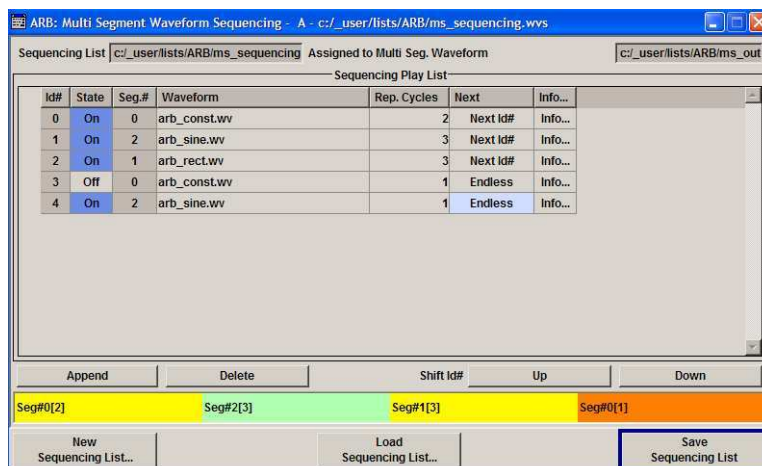 ARB: Multi Segment Waveform Sequencing - A - c:/_user/lists/ARB/ms_sequencing.wvs
Sequencing List c:/_user/lists/ARB/ms_sequencing Assigned to Multi Seg. Waveform c:/_user/lists/ARB/ms_out
Sequencing Play List
Id# State Seg.# Waveform Rep. Cycles Next Info...
0 On 0 arb_const.wv 2 Next Id# Info...
1 On 2 arb_sine.wv 3 Next Id# Info...
2 On 1 arb_rect.wv 3 Next Id# Info...
3 Off 0 arb_const.wv 1 Endless Info...
4 On 2 arb_sine.wv 1 Endless Info...
Append Delete Shift Id# Up Down
Seg#0[2] Seg#2[3] Seg#1[3] Seg#0[1]
New Load Save
Sequencing List... Sequencing List... Sequencing List